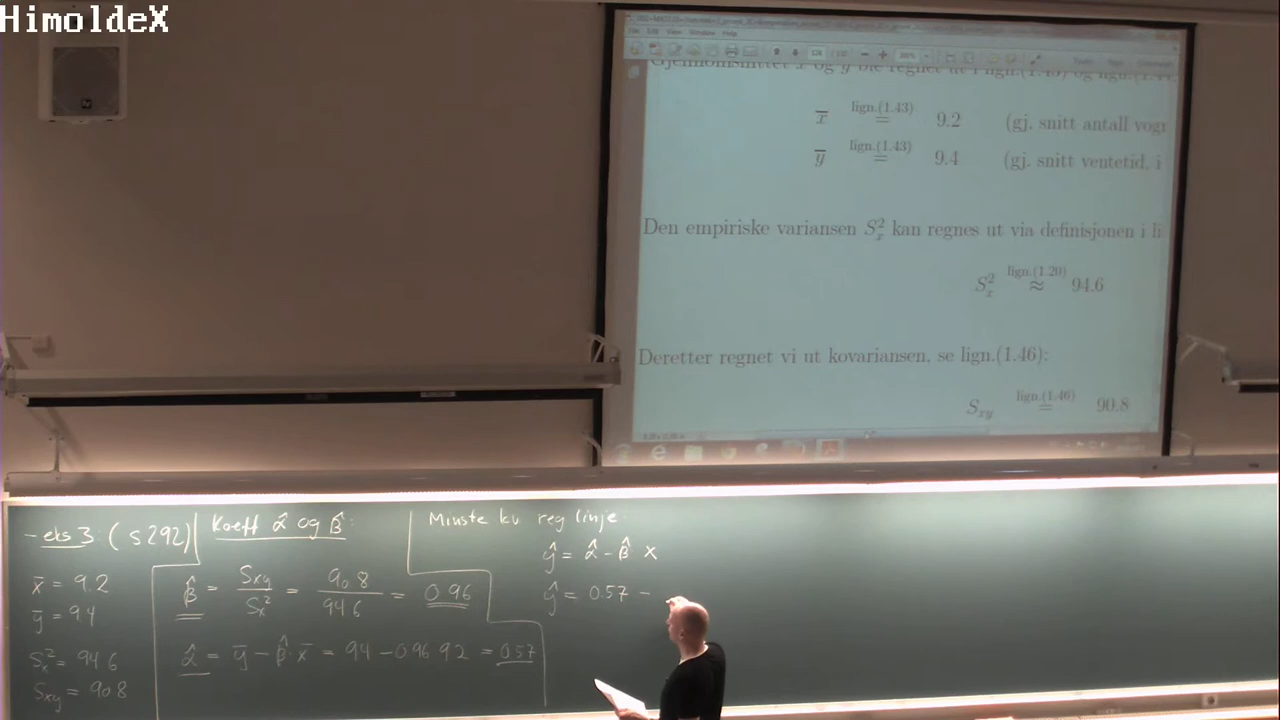 HimoldeX
x̄ lign.(1.43) = 9.2 (gj. snitt antall vogn
ȳ lign.(1.43) = 9.4 (gj. snitt ventetid, i
Den empiriske variansen S²x kan regnes ut via definisjonen i li
S²x lign.(1.20) ≈ 94.6
Deretter regnet vi ut kovariansen, se lign.(1.46):
Sxy lign.(1.46) = 90.8
- eks 3 (s292)
x̄ = 9.2
ȳ = 9.4
Sx² = 94.6
Sxy = 90.8
Koeff α̂ og β̂:
β̂ = Sxy / Sx² = 90.8 / 94.6 = 0.96
α̂ = ȳ - β̂·x̄ = 9.4 - 0.96·9.2 = 0.57
Minste kv reg linje:
ŷ = α̂ - β̂ x
ŷ = 0.57 -